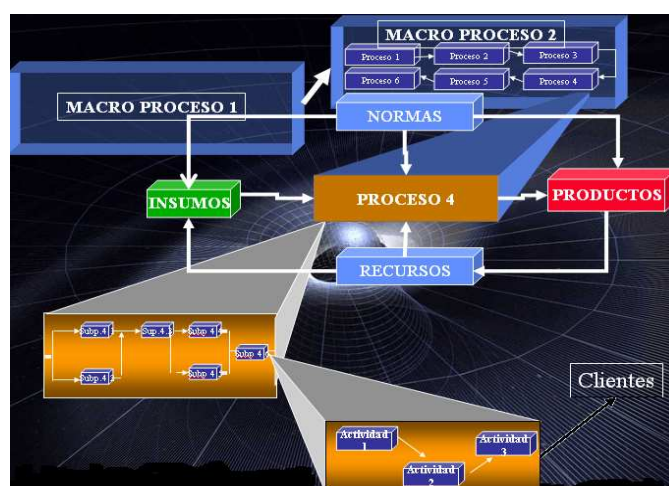 MACRO PROCESO 2
Proceso 1
Proceso 2
Proceso 3
Proceso 6
Proceso 5
Proceso 4
MACRO PROCESO 1
NORMAS
INSUMOS
PROCESO 4
PRODUCTOS
RECURSOS
Subp.4
Sup.4.
Subp 4
Subp 4
Subp.4
Subp 4
Clientes
Actividad
1
Actividad
3
Actividad
2